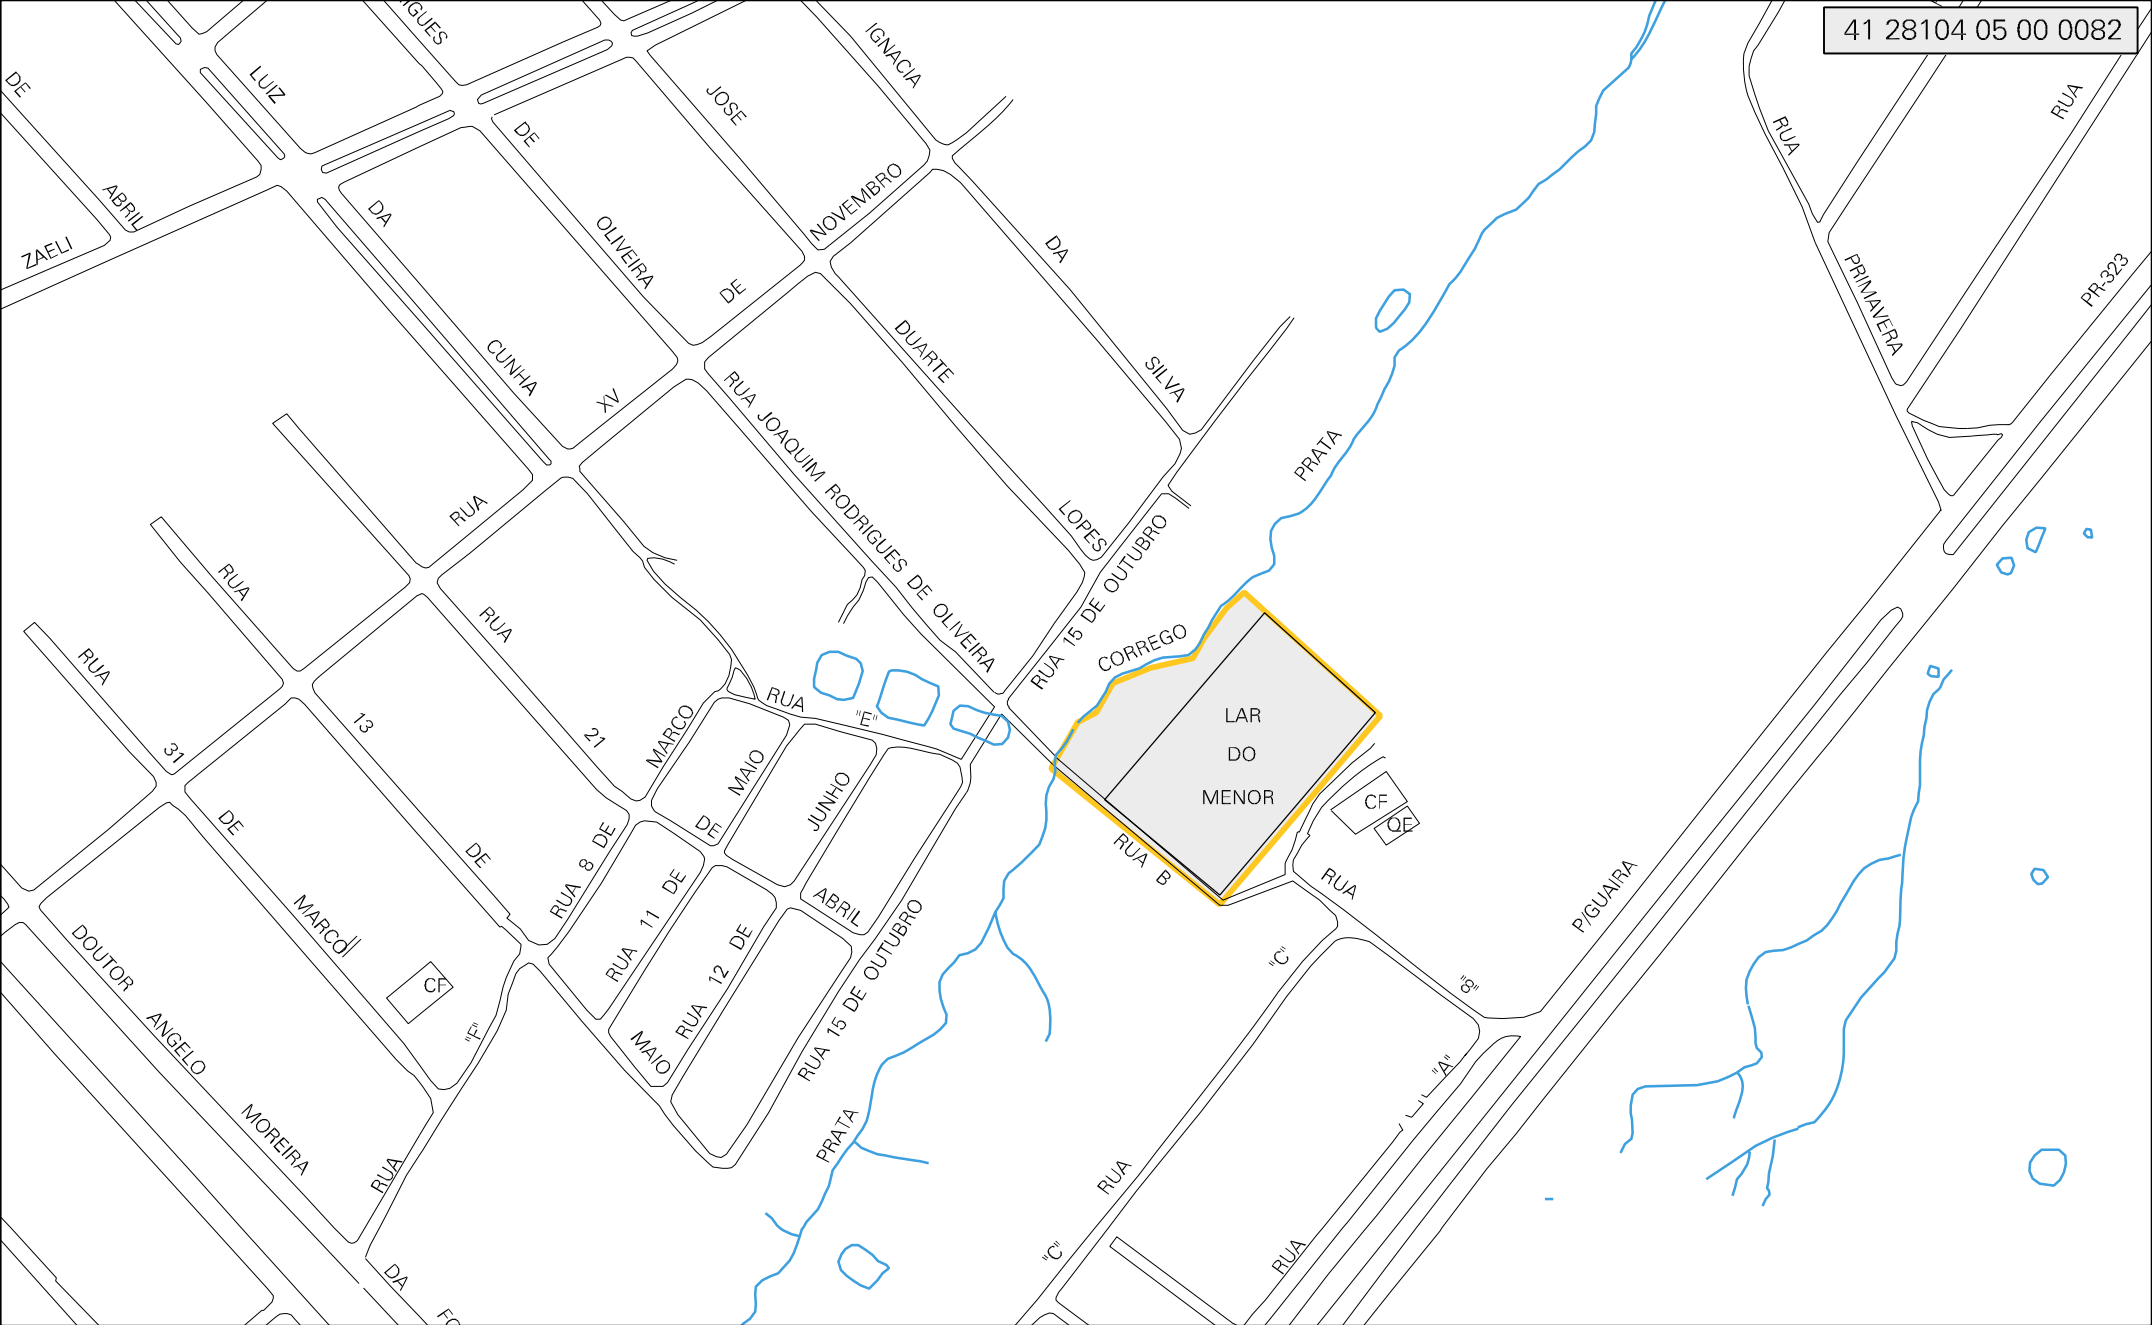 41 28104 05 00 0082
IGNACIA
LUIZ
DE
JOSE
DE
RUA
RUA
ABRIL
ZAELI
DA
OLIVEIRA
NOVEMBRO
DE
DA
PRIMAVERA
PR-323
CUNHA
XV
RUA
DUARTE
SILVA
RUA JOAQUIM RODRIGUES DE OLIVEIRA
LOPES
PRATA
RUA 15 DE OUTUBRO
CORREGO
RUA
RUA
RUA
RUA
"E"
31
13
21
MARCO
MAIO
JUNHO
LAR
DO
MENOR
CF
QE
RUA B
RUA
DE
DE
DE
RUA 8 DE
RUA 11 DE
RUA 12 DE
ABRIL
MARCO
CF
DOUTOR
ANGELO
MOREIRA
"F"
RUA
MAIO
RUA 15 DE OUTUBRO
PRATA
P/GUAIRA
"C"
"8"
"A"
RUA
"C"
RUA
DA